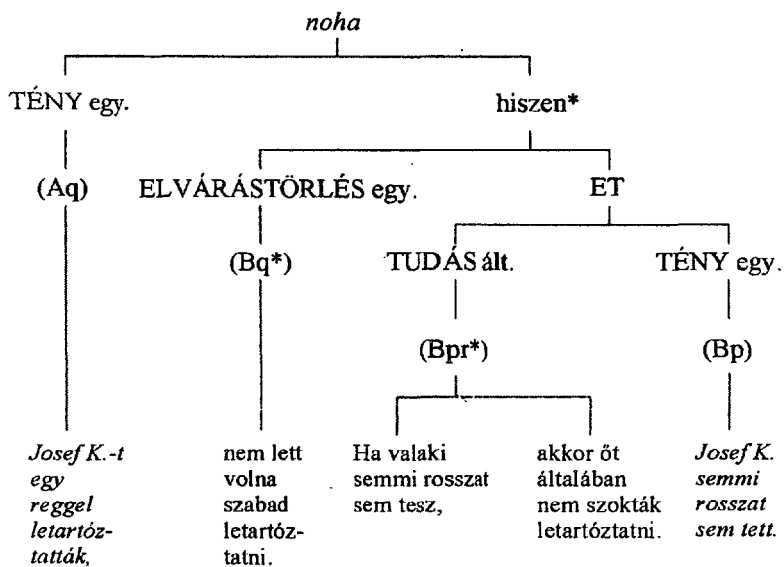 noha
TÉNY egy. hiszen*
(Aq) ELVÁRÁSTÖRLÉS egy. ET
(Bq*) TUDÁS ált. TÉNY egy.
(Bpr*) (Bp)
Josef K.-t nem lett Ha valaki akkor őt Josef K.
egy volna semmi rosszat általában semmi
reggel szabad sem tesz, nem szokták rosszat
letartóz- letartóz- letartóztatni. sem tett.
tatták, tatni.